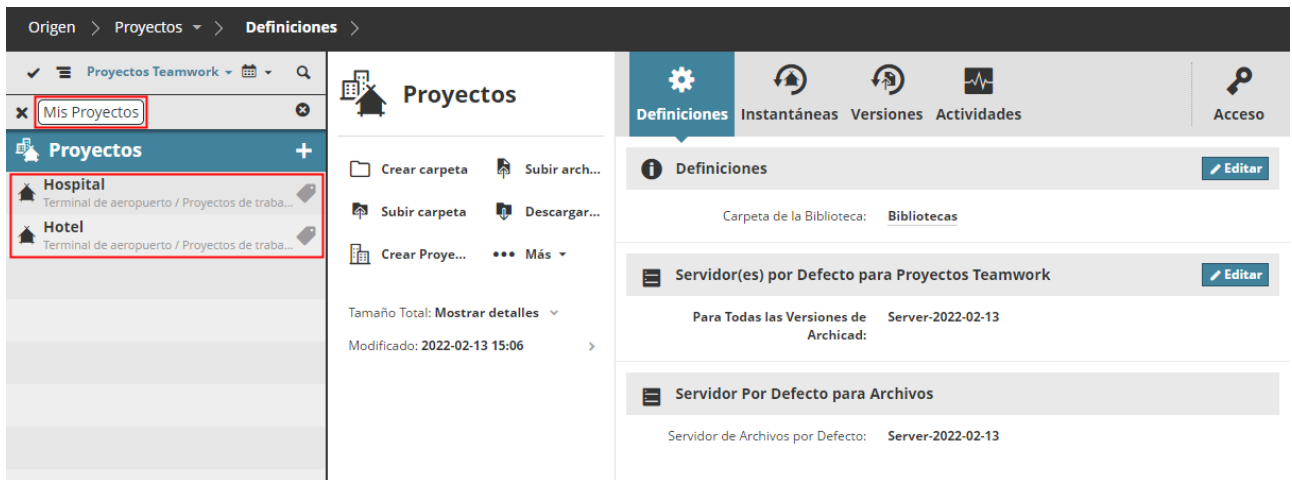 Origen > Proyectos > Definiciones >
Proyectos Teamwork
Mis Proyectos
Proyectos +
Hospital
Terminal de aeropuerto / Proyectos de traba...
Hotel
Terminal de aeropuerto / Proyectos de traba...
Proyectos
Crear carpeta Subir arch...
Subir carpeta Descargar...
Crear Proye... Más
Tamaño Total: Mostrar detalles
Modificado: 2022-02-13 15:06 >
Definiciones Instantáneas Versiones Actividades Acceso
Definiciones Editar
Carpeta de la Biblioteca: Bibliotecas
Servidor(es) por Defecto para Proyectos Teamwork Editar
Para Todas las Versiones de Server-2022-02-13
Archicad:
Servidor Por Defecto para Archivos
Servidor de Archivos por Defecto: Server-2022-02-13